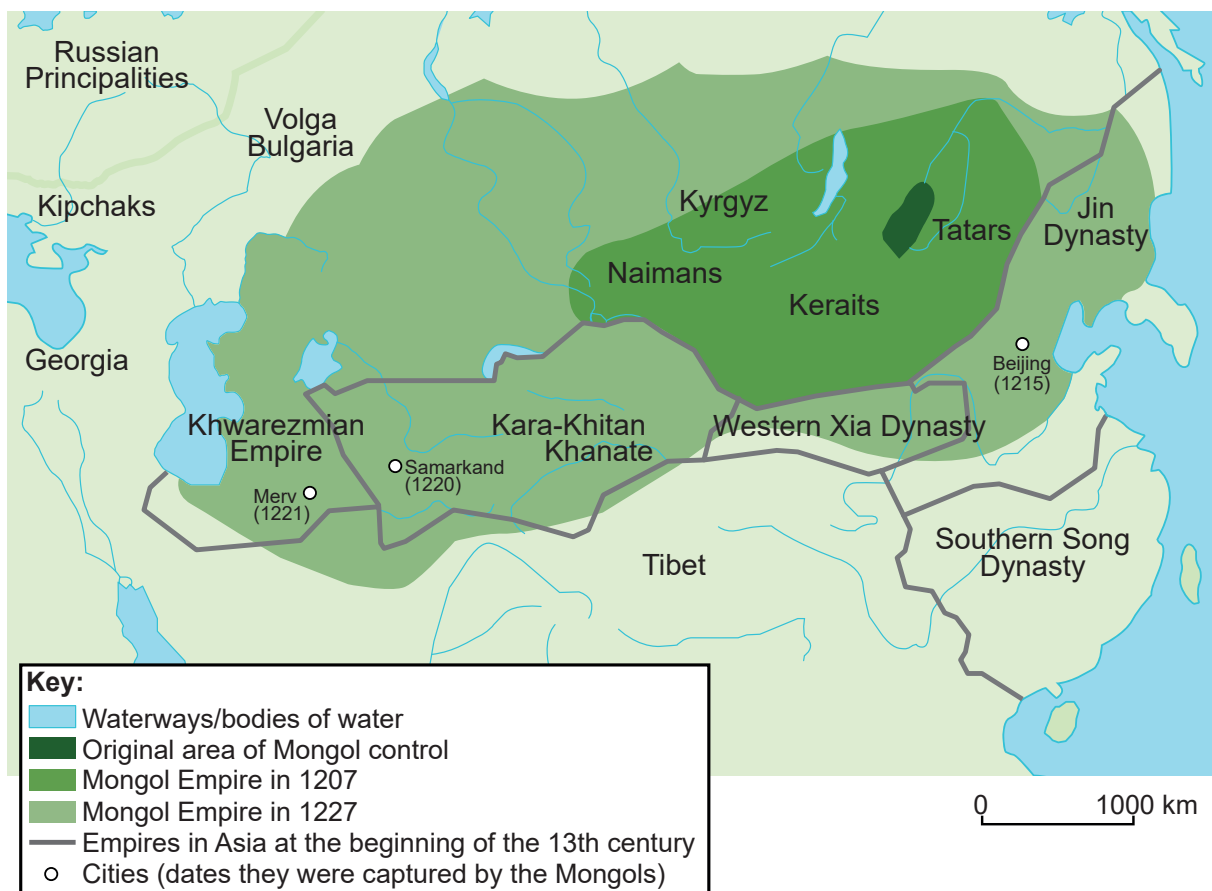 Russian
Principalities
Volga
Bulgaria
Kipchaks
Kyrgyz
Tatars
Jin
Dynasty
Naimans
Keraits
Georgia
Beijing
(1215)
Khwarezmian
Empire
Kara-Khitan
Khanate
Western Xia Dynasty
Samarkand
(1220)
Merv
(1221)
Tibet
Southern Song
Dynasty
Key:
Waterways/bodies of water
Original area of Mongol control
Mongol Empire in 1207
Mongol Empire in 1227
Empires in Asia at the beginning of the 13th century
Cities (dates they were captured by the Mongols)
0 1000 km